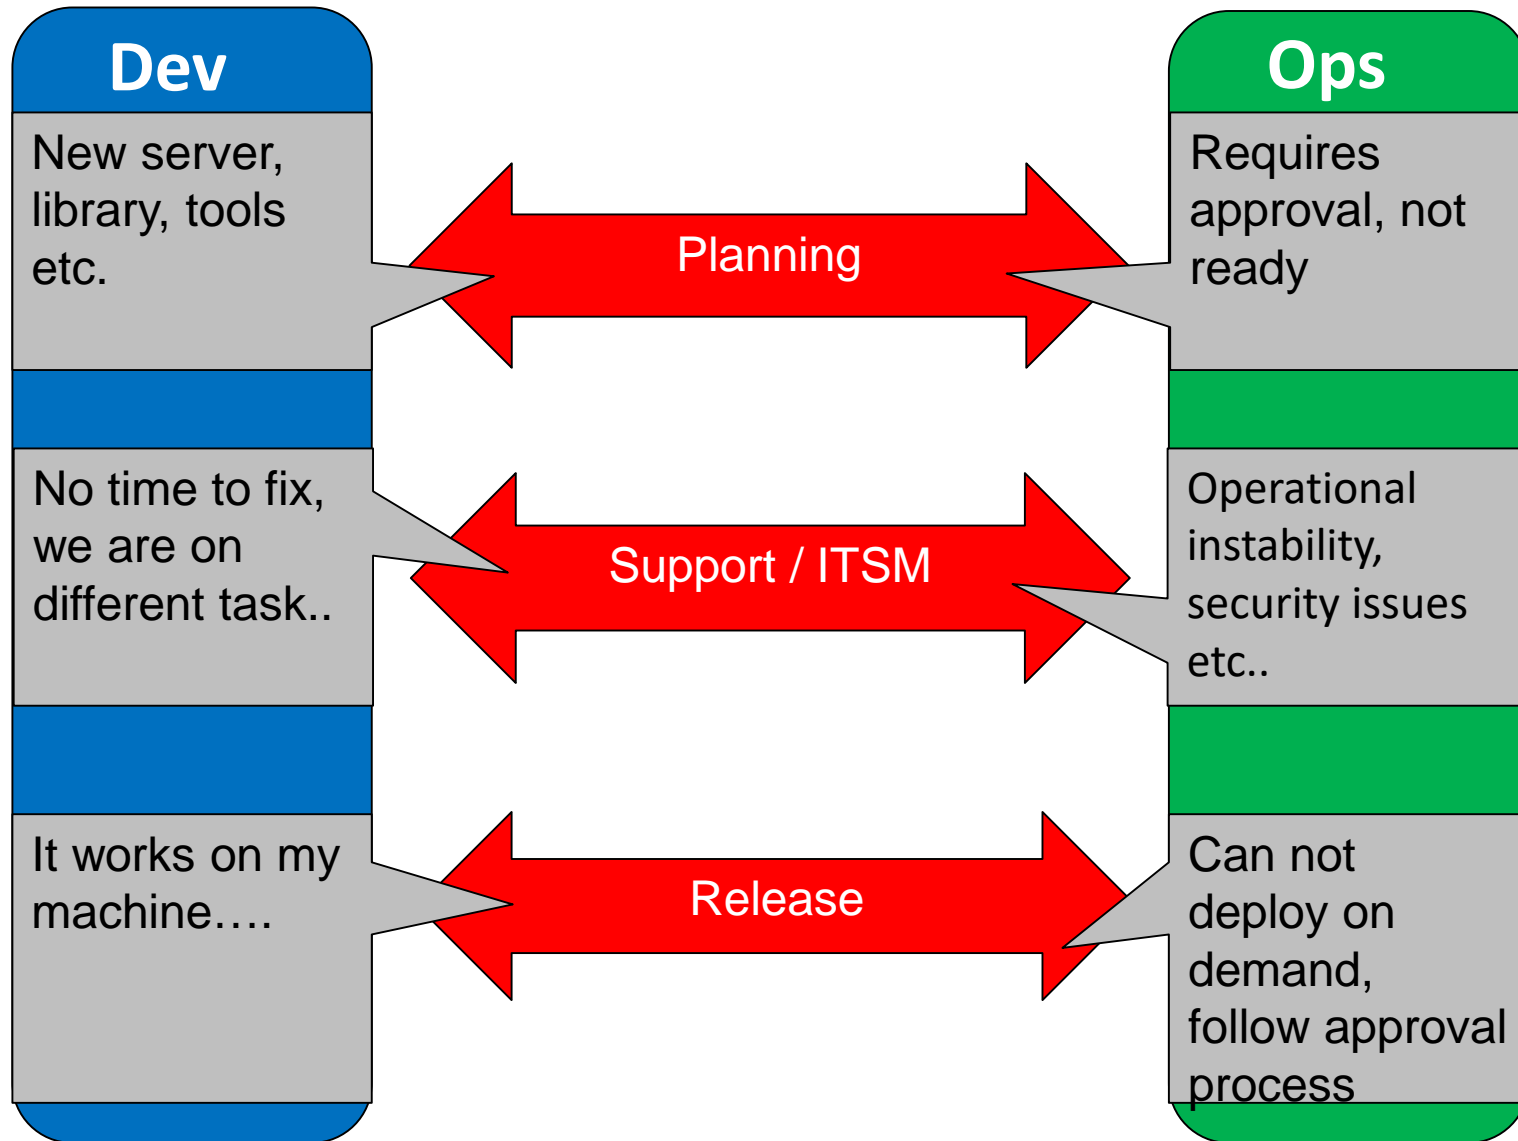 Dev
Ops
New server,
library, tools
etc.
Planning
Requires
approval, not
ready
No time to fix,
we are on
different task..
Support / ITSM
Operational
instability,
security issues
etc..
It works on my
machine….
Release
Can not
deploy on
demand,
follow approval
process